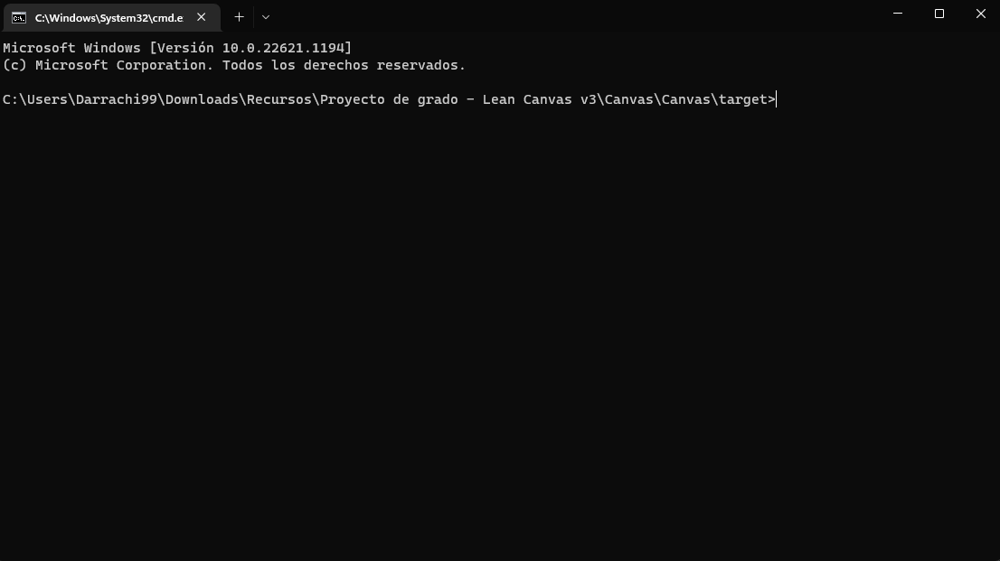 C:\Windows\System32\cmd.e
Microsoft Windows [Versión 10.0.22621.1194]
(c) Microsoft Corporation. Todos los derechos reservados.
C:\Users\Darrachi99\Downloads\Recursos\Proyecto de grado - Lean Canvas v3\Canvas\Canvas\target>